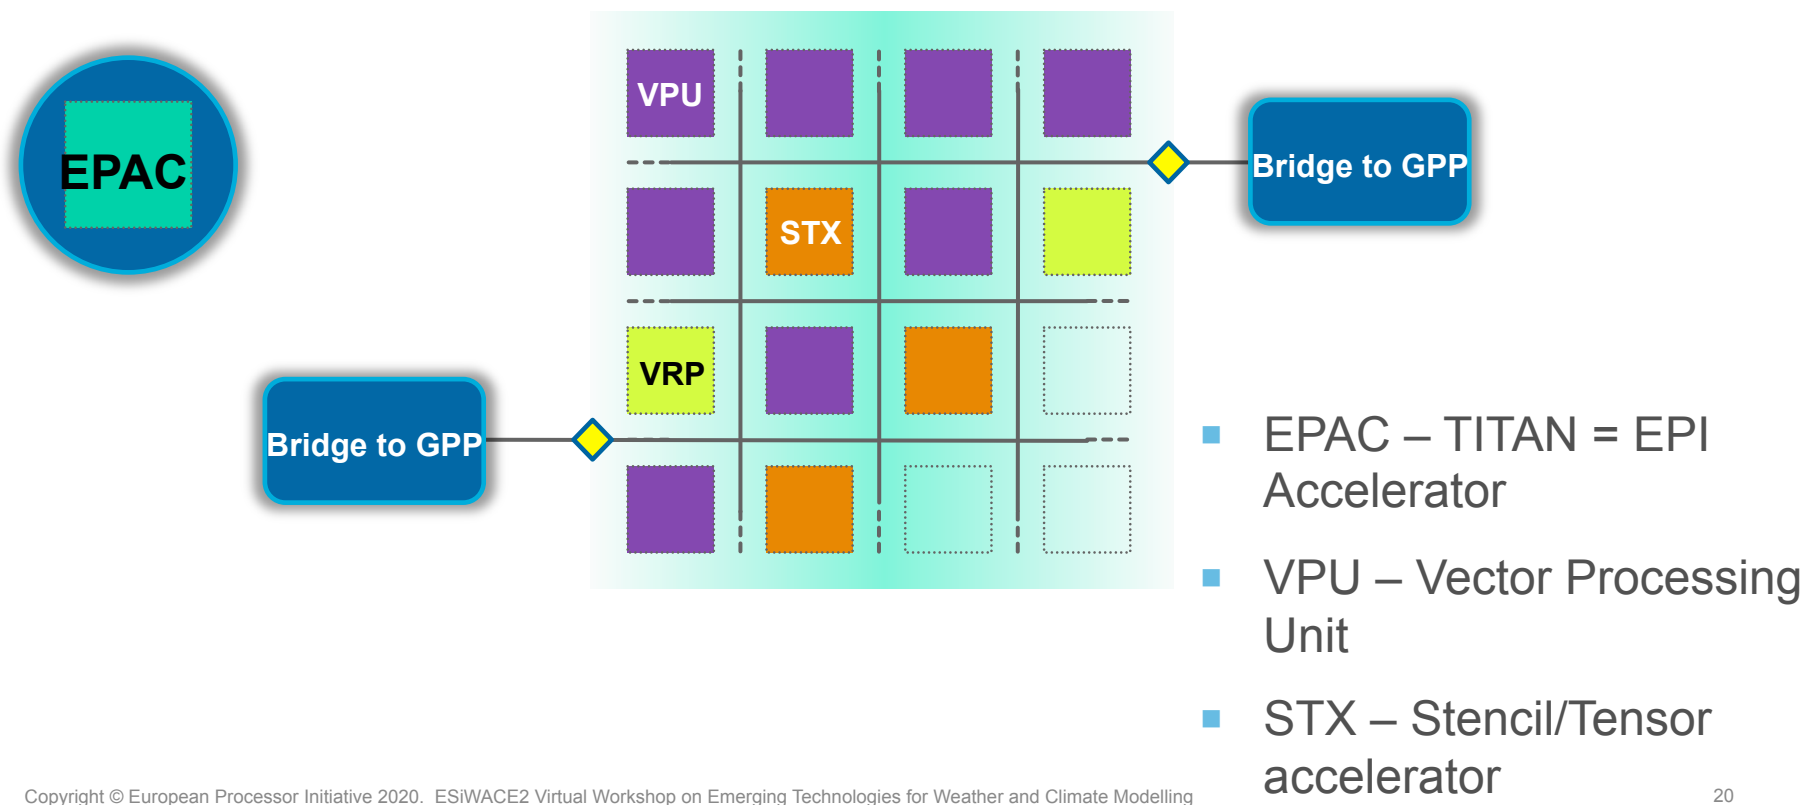 EPAC
VPU
Bridge to GPP
STX
VRP
Bridge to GPP
EPAC – TITAN = EPI
Accelerator
VPU – Vector Processing
Unit
STX – Stencil/Tensor
accelerator
Copyright © European Processor Initiative 2020.  ESiWACE2 Virtual Workshop on Emerging Technologies for Weather and Climate Modelling
20